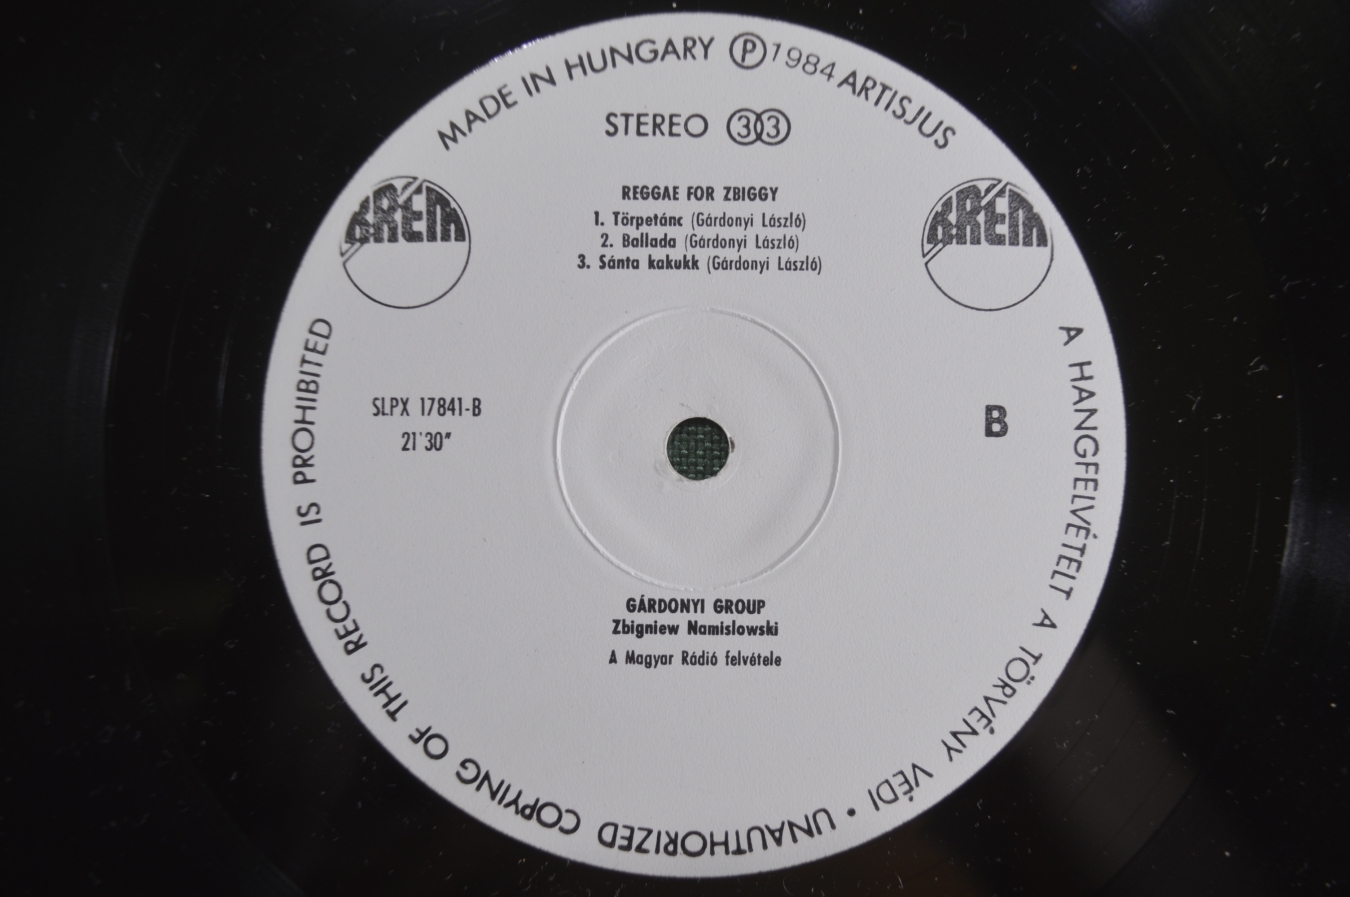 MADE IN HUNGARY Ⓟ 1984 ARTISJUS
STEREO 33
KRÉM
KRÉM
REGGAE FOR ZBIGGY
1. Törpetánc (Gárdonyi László)
2. Ballada (Gárdonyi László)
3. Sánta kakukk (Gárdonyi László)
SLPX 17841-B
21'30"
B
GÁRDONYI GROUP
Zbigniew Namislowski
A Magyar Rádió felvétele
A HANGFELVÉTELT A TÖRVÉNY VÉDI • UNAUTHORIZED COPYING OF THIS RECORD IS PROHIBITED